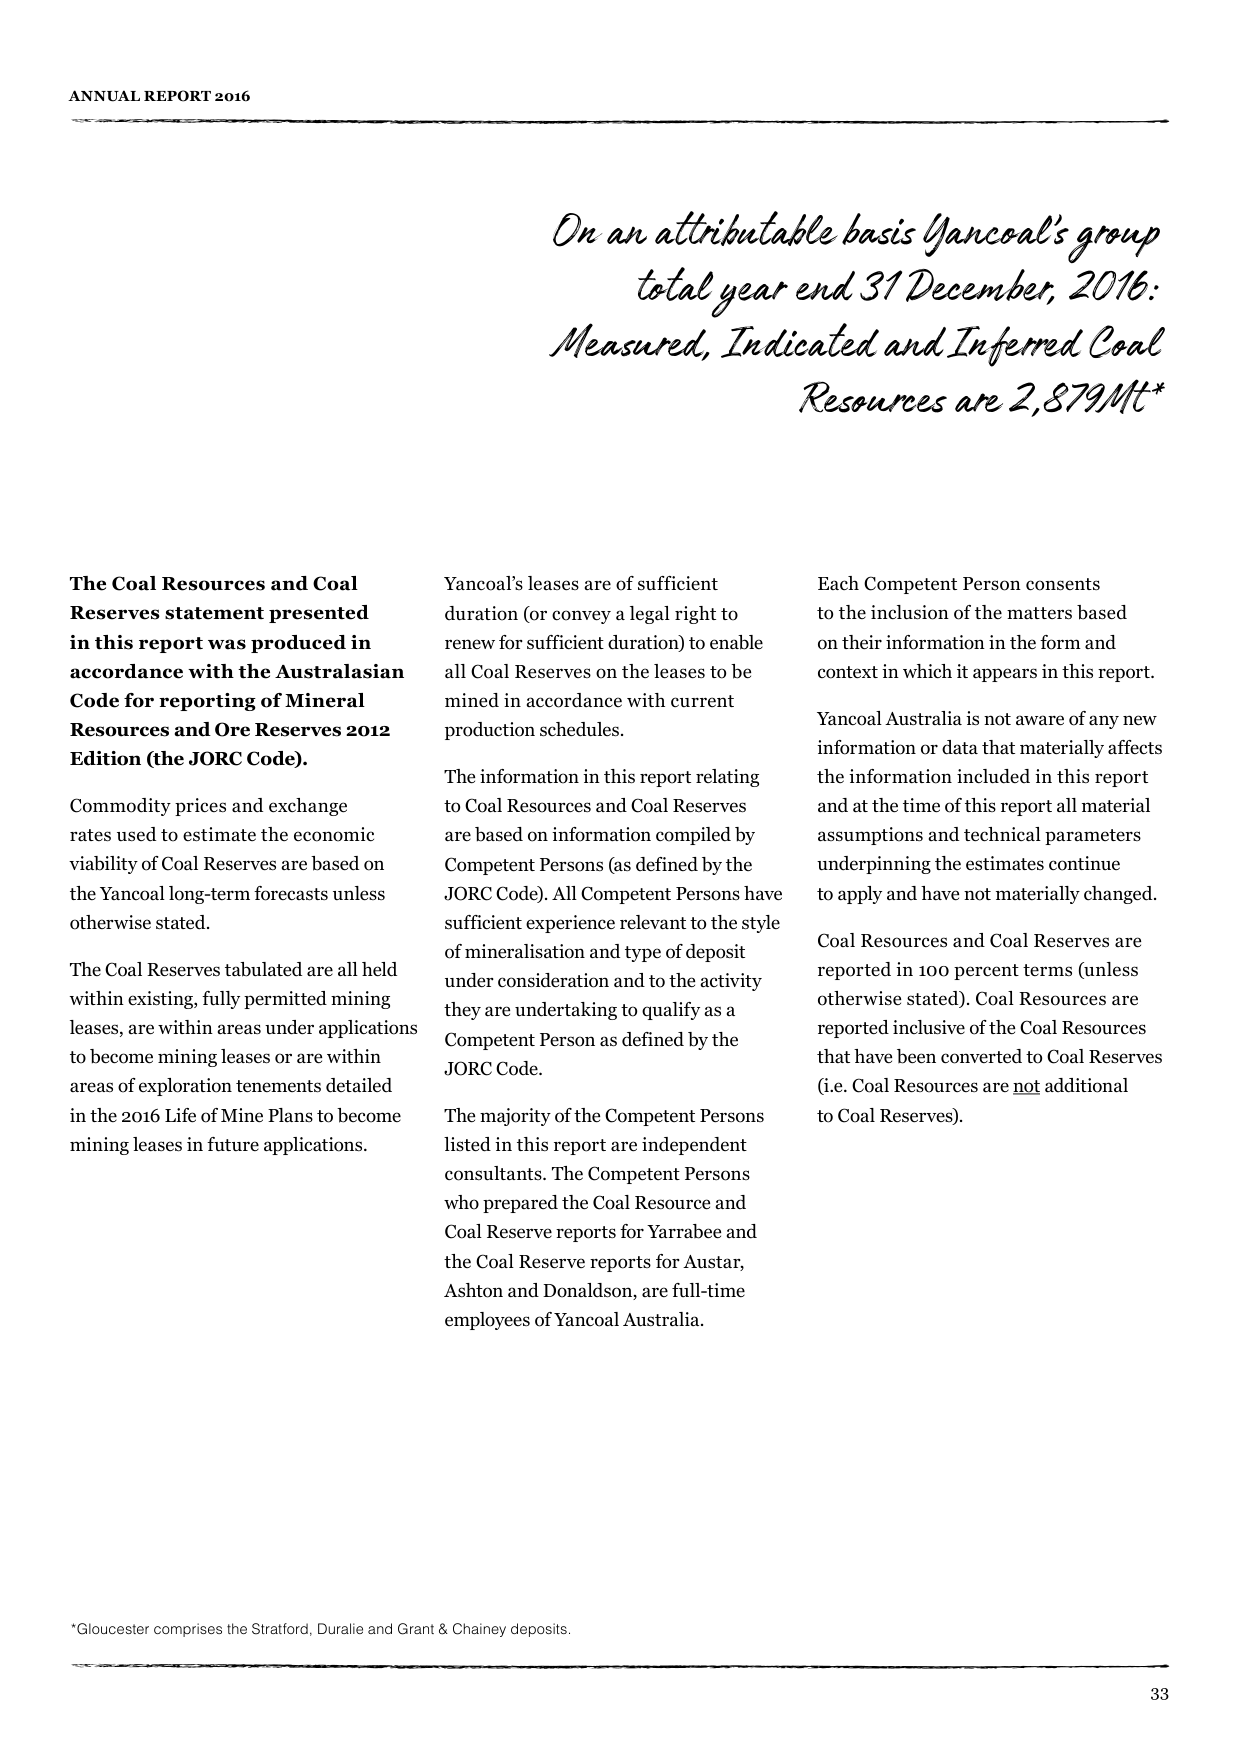 ANNUAL REPORT 2016
On an attributable basis Yancoal's group
total year end 31 December, 2016:
Measured, Indicated and Inferred Coal
Resources are 2,879Mt*
The Coal Resources and Coal
Reserves statement presented
in this report was produced in
accordance with the Australasian
Code for reporting of Mineral
Resources and Ore Reserves 2012
Edition (the JORC Code).
Commodity prices and exchange
rates used to estimate the economic
viability of Coal Reserves are based on
the Yancoal long-term forecasts unless
otherwise stated.
The Coal Reserves tabulated are all held
within existing, fully permitted mining
leases, are within areas under applications
to become mining leases or are within
areas of exploration tenements detailed
in the 2016 Life of Mine Plans to become
mining leases in future applications.
Yancoal's leases are of sufficient
duration (or convey a legal right to
renew for sufficient duration) to enable
all Coal Reserves on the leases to be
mined in accordance with current
production schedules.
The information in this report relating
to Coal Resources and Coal Reserves
are based on information compiled by
Competent Persons (as defined by the
JORC Code). All Competent Persons have
sufficient experience relevant to the style
of mineralisation and type of deposit
under consideration and to the activity
they are undertaking to qualify as a
Competent Person as defined by the
JORC Code.
The majority of the Competent Persons
listed in this report are independent
consultants. The Competent Persons
who prepared the Coal Resource and
Coal Reserve reports for Yarrabee and
the Coal Reserve reports for Austar,
Ashton and Donaldson, are full-time
employees of Yancoal Australia.
Each Competent Person consents
to the inclusion of the matters based
on their information in the form and
context in which it appears in this report.
Yancoal Australia is not aware of any new
information or data that materially affects
the information included in this report
and at the time of this report all material
assumptions and technical parameters
underpinning the estimates continue
to apply and have not materially changed.
Coal Resources and Coal Reserves are
reported in 100 percent terms (unless
otherwise stated). Coal Resources are
reported inclusive of the Coal Resources
that have been converted to Coal Reserves
(i.e. Coal Resources are not additional
to Coal Reserves).
*Gloucester comprises the Stratford, Duralie and Grant & Chainey deposits.
33